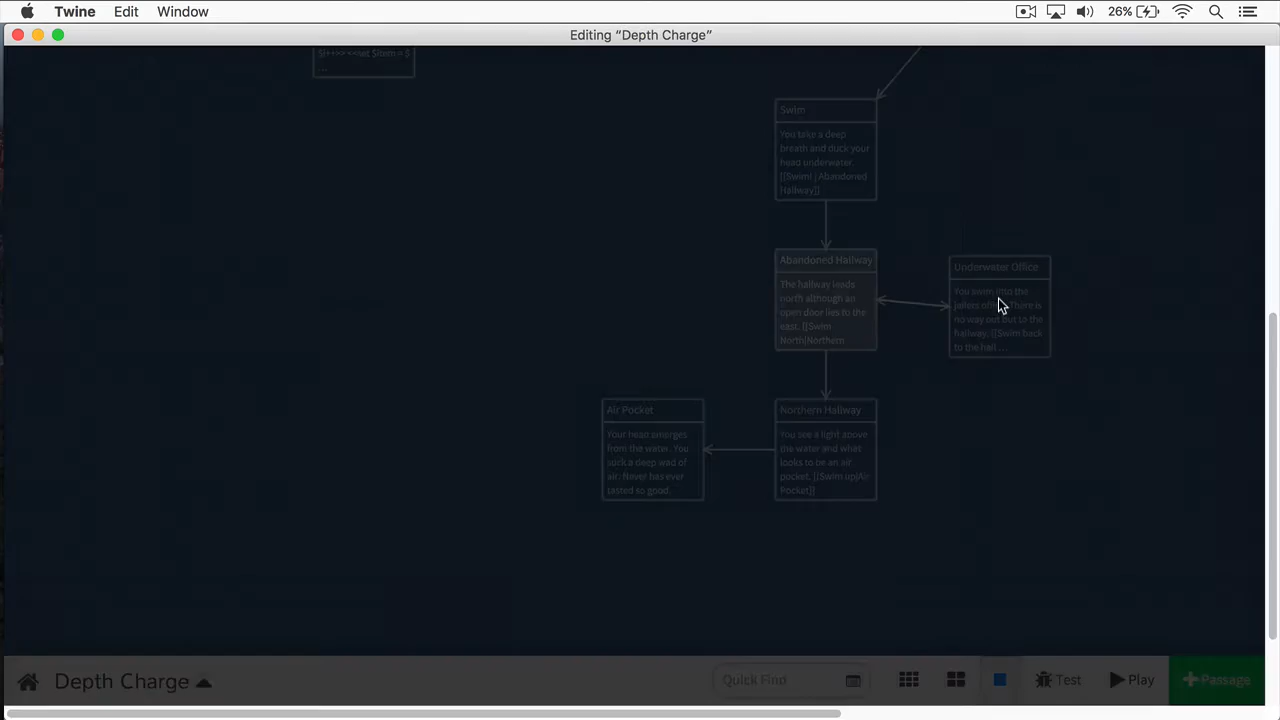 Twine Edit Window 26%
Editing “Depth Charge”
@++>> <<set $item = $
...
Swim
You take a deep
breath and duck your
head underwater.
[[Swim! | Abandoned
Hallway]]
Abandoned Hallway
The hallway leads
north although an
open door lies to the
east. [[Swim
North|Northern
Underwater Office
You swim into the
There is
no way out but to the
hallway. [[Swim back
to the hall ...
Air Pocket
Your head emerges
from the water. You
suck a deep wad of
air. Never has ever
tasted so good.
Northern Hallway
You see a light above
the water and what
looks to be an air
pocket. [[Swim up|Air
Pocket]]
Depth Charge
Quick Find
Test
Play
+Passage